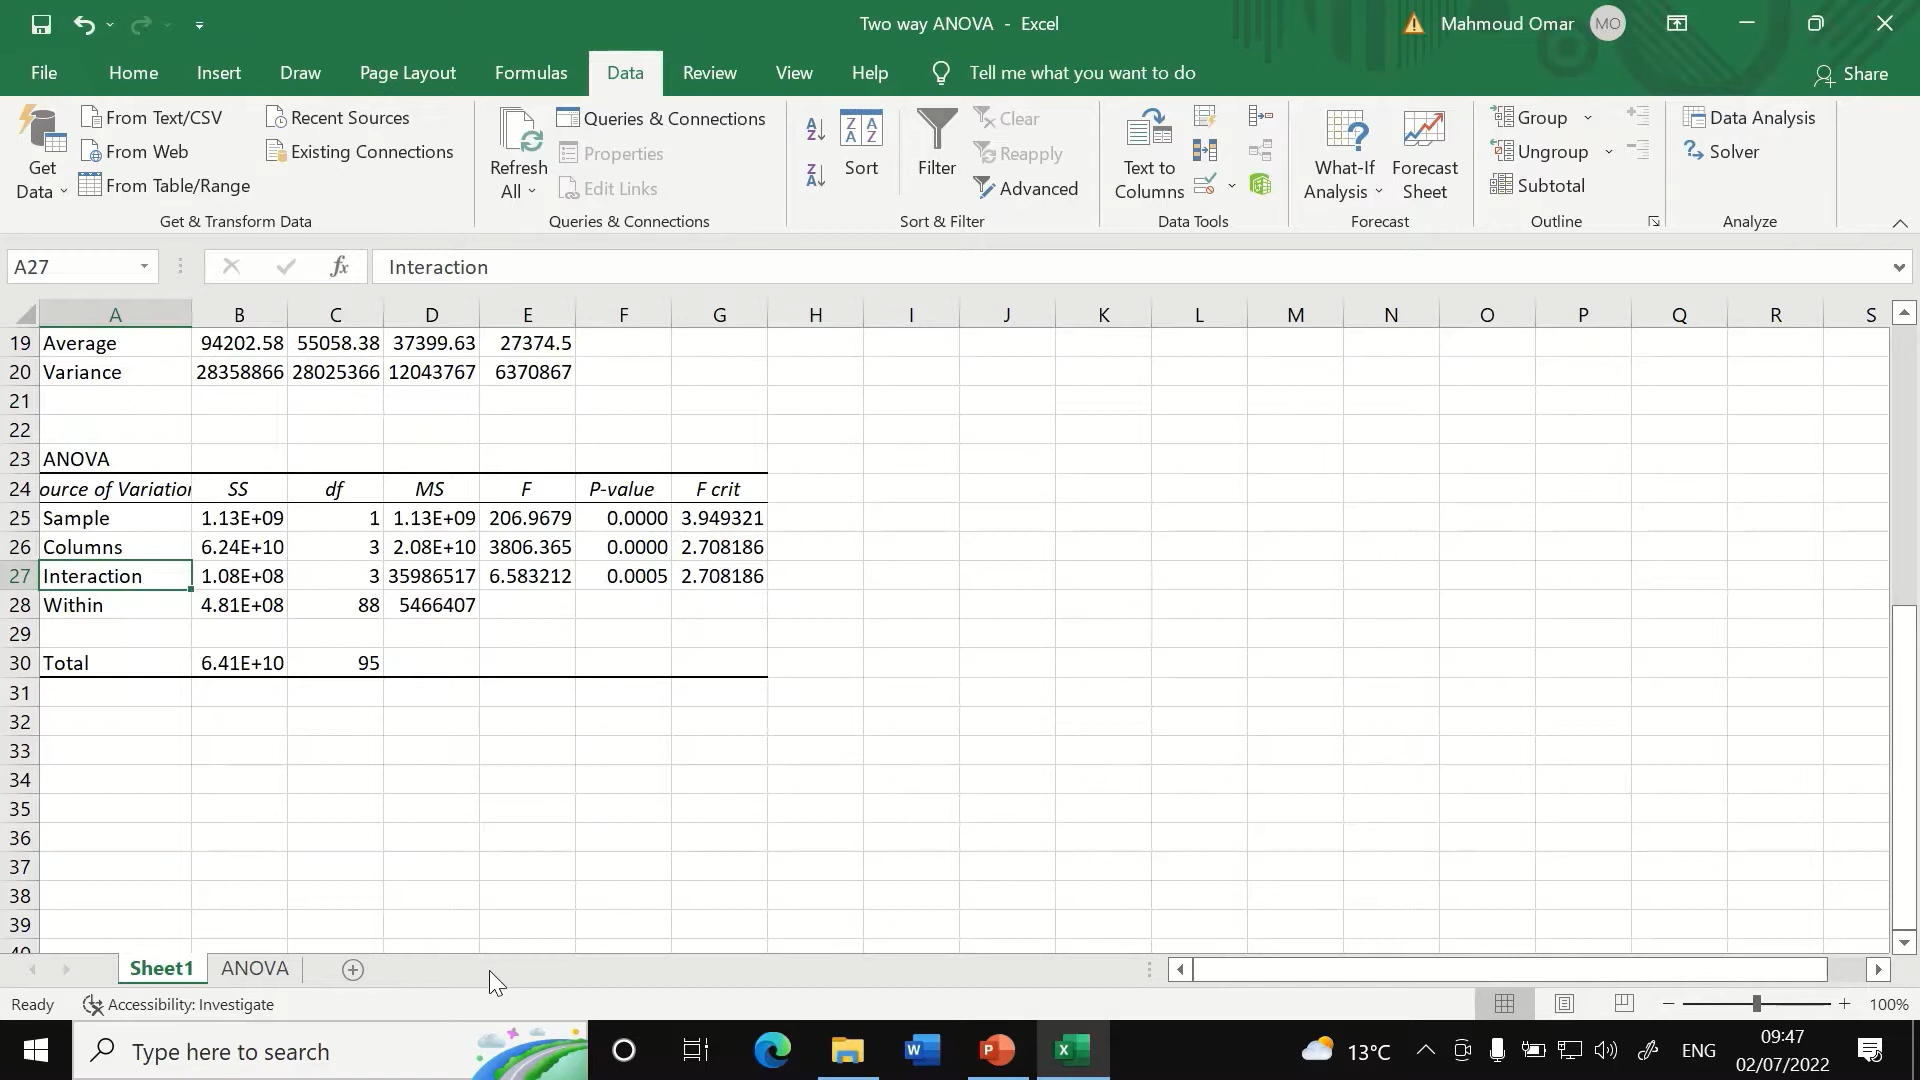 Two way ANOVA - Excel
Mahmoud Omar MO
File Home Insert Draw Page Layout Formulas Data Review View Help Tell me what you want to do Share
Get Data
From Text/CSV
From Web
From Table/Range
Recent Sources
Existing Connections
Get & Transform Data
Refresh All
Queries & Connections
Properties
Edit Links
Queries & Connections
Sort
Filter
Clear
Reapply
Advanced
Sort & Filter
Text to Columns
Data Tools
What-If Analysis
Forecast Sheet
Forecast
Group
Ungroup
Subtotal
Outline
Data Analysis
Solver
Analyze
A27 fx Interaction
A B C D E F G H I J K L M N O P Q R S
19 Average 94202.58 55058.38 37399.63 27374.5
20 Variance 28358866 28025366 12043767 6370867
21
22
23 ANOVA
24 ource of Variation SS df MS F P-value F crit
25 Sample 1.13E+09 1 1.13E+09 206.9679 0.0000 3.949321
26 Columns 6.24E+10 3 2.08E+10 3806.365 0.0000 2.708186
27 Interaction 1.08E+08 3 35986517 6.583212 0.0005 2.708186
28 Within 4.81E+08 88 5466407
29
30 Total 6.41E+10 95
31
32
33
34
35
36
37
38
39
40
Sheet1 ANOVA
Ready Accessibility: Investigate 100%
Type here to search 13°C ENG 09:47
02/07/2022